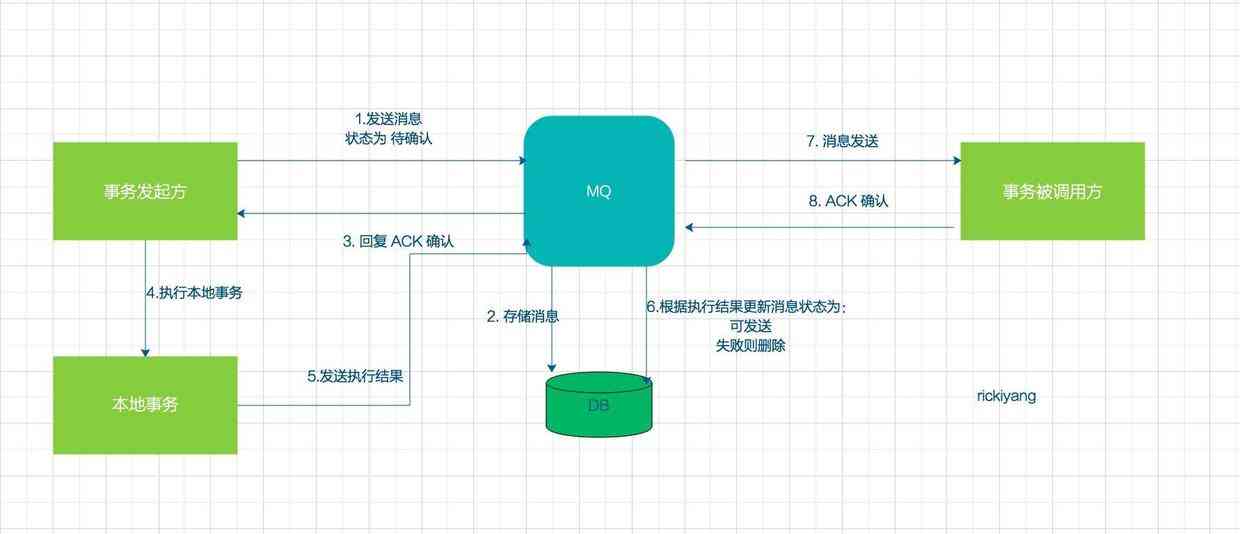 1.发送消息
状态为 待确认
事务发起方
MQ
7. 消息发送
事务被调用方
8. ACK 确认
3. 回复 ACK 确认
4.执行本地事务
2. 存储消息
6.根据执行结果更新消息状态为：
可发送
失败则删除
5.发送执行结果
本地事务
DB
rickiyang